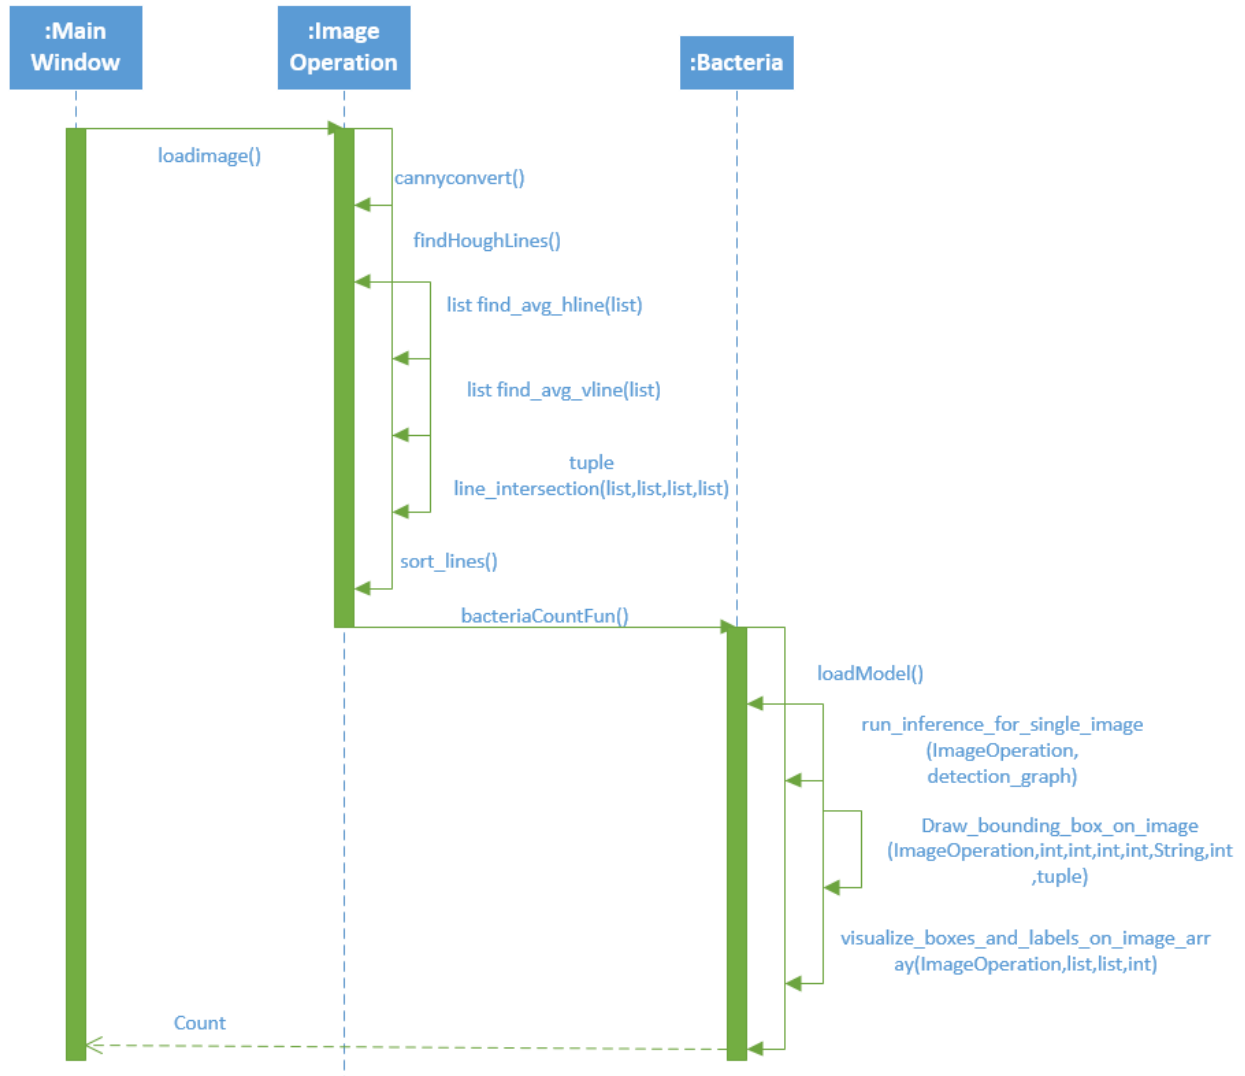 :Main
Window
:Image
Operation
:Bacteria
loadimage()
cannyconvert()
findHoughLines()
list find_avg_hline(list)
list find_avg_vline(list)
tuple
line_intersection(list,list,list,list)
sort_lines()
bacteriaCountFun()
loadModel()
run_inference_for_single_image
(ImageOperation,
detection_graph)
Draw_bounding_box_on_image
(ImageOperation,int,int,int,int,String,int
,tuple)
visualize_boxes_and_labels_on_image_arr
ay(ImageOperation,list,list,int)
Count